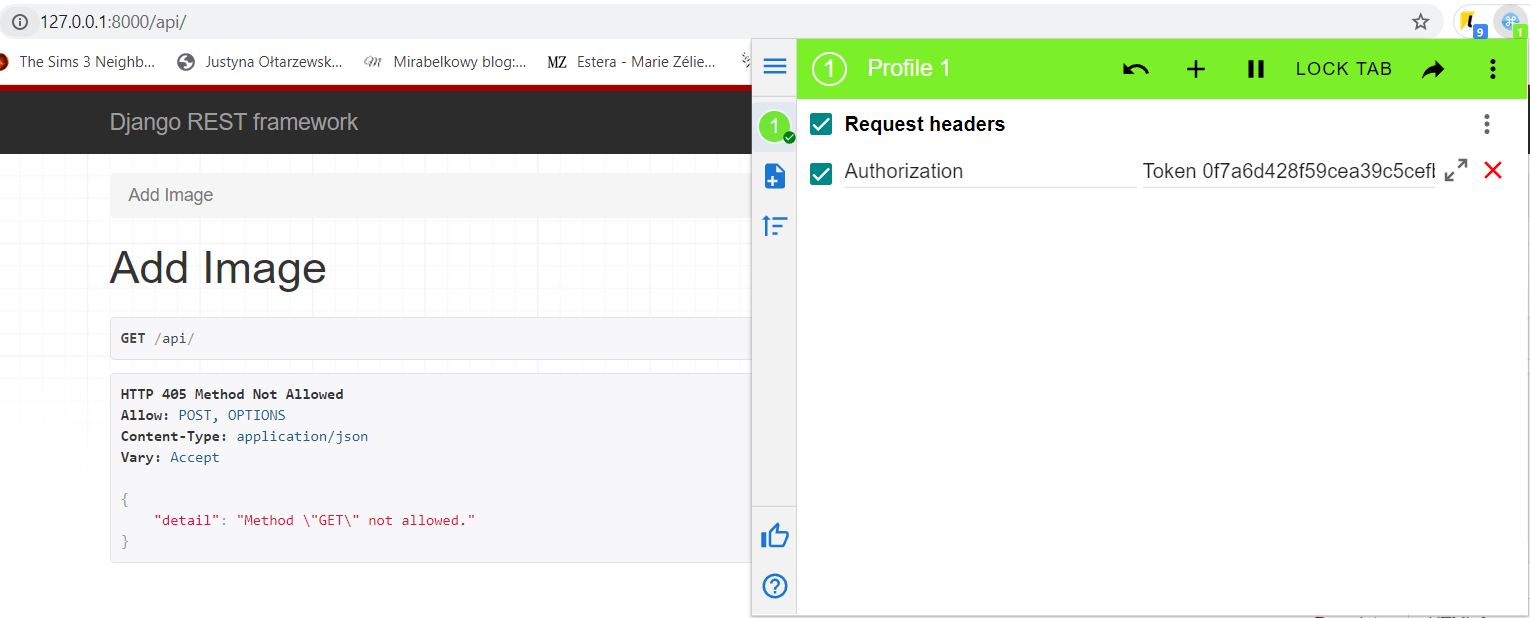 127.0.0.1:8000/api/
9
1
The Sims 3 Neighb...
Justyna Ołtarzewsk...
Mirabelkowy blog:...
MZ Estera - Marie Zélie...
Django REST framework
Add Image
Add Image
GET /api/
HTTP 405 Method Not Allowed
Allow: POST, OPTIONS
Content-Type: application/json
Vary: Accept
{
"detail": "Method \"GET\" not allowed."
}
1 Profile 1
LOCK TAB
1
Request headers
Authorization
Token 0f7a6d428f59cea39c5cef